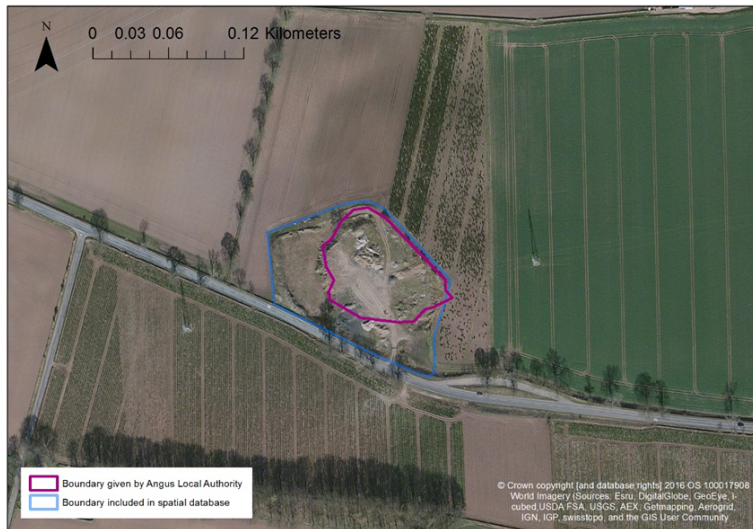 N
0 0.03 0.06 0.12 Kilometers
Boundary given by Angus Local Authority
Boundary included in spatial database
© Crown copyright [and database rights] 2016 OS 100017908
World Imagery (Sources: Esru, DigitalGlobe, GeoEye, I-
cubed,USDA FSA, USGS, AEX, Getmapping, Aerogrid,
IGN, IGP, swisstopo, and the GIS User Community